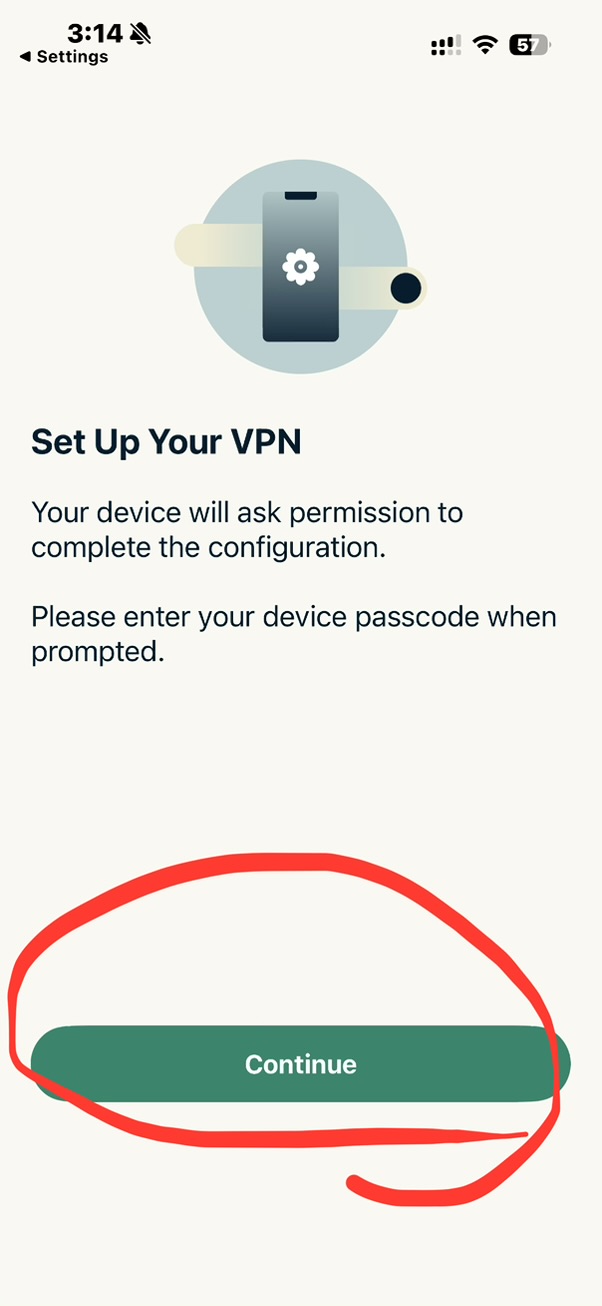 3:14
◀ Settings
57
Set Up Your VPN
Your device will ask permission to
complete the configuration.
Please enter your device passcode when
prompted.
Continue